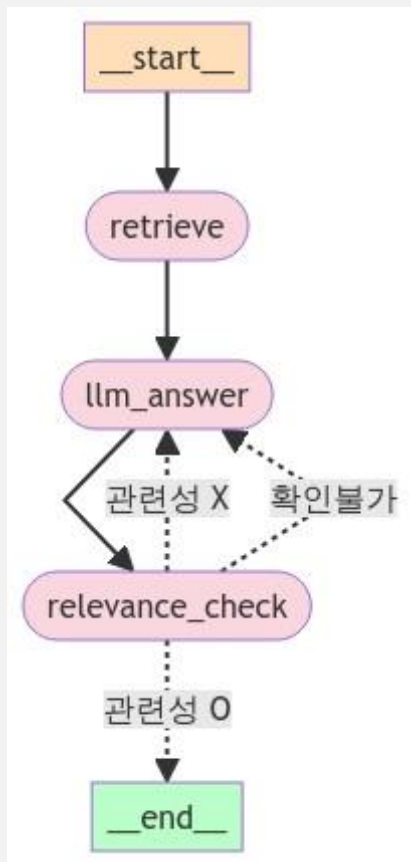 __start__
retrieve
llm_answer
관련성 X 확인불가
relevance_check
관련성 O
__end__